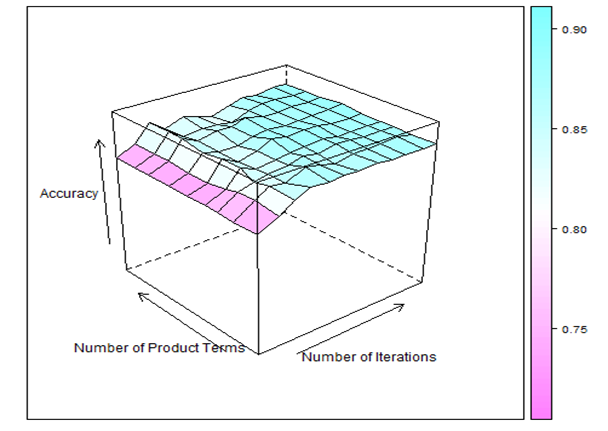 0.90
0.85
Accuracy
0.80
0.75
Number of Product Terms
Number of Iterations